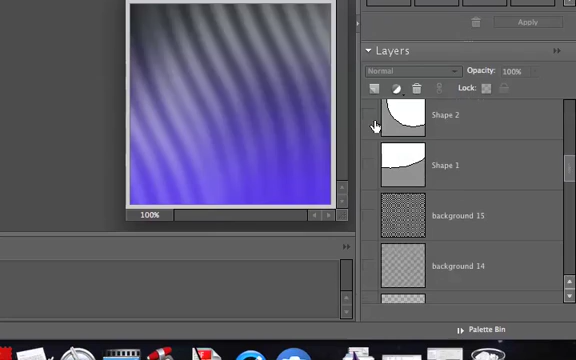 Apply
Layers
Normal
Opacity: 100%
Lock:
Shape 2
Shape 1
background 15
background 14
100%
Palette Bin